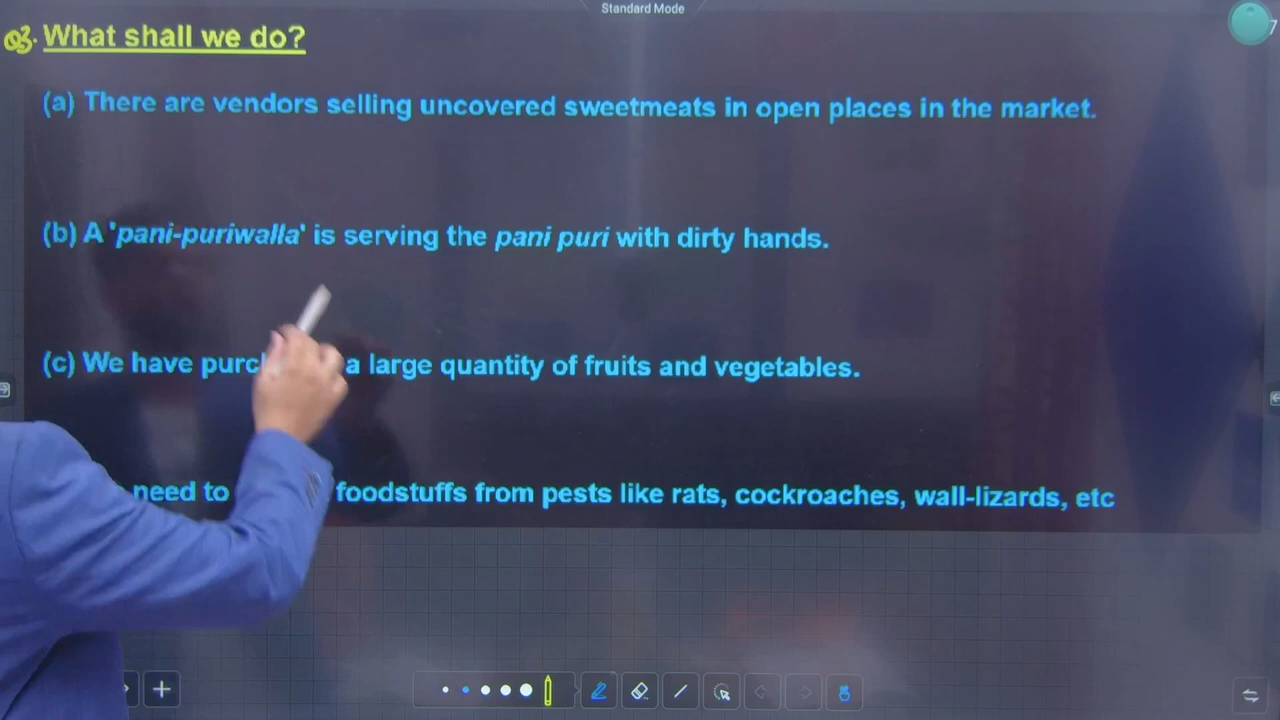 Standard Mode
Q3. What shall we do?
(a) There are vendors selling uncovered sweetmeats in open places in the market.
(b) A 'pani-puriwalla' is serving the pani puri with dirty hands.
(c) We have a large quantity of fruits and vegetables.
need to foodstuffs from pests like rats, cockroaches, wall-lizards, etc
7